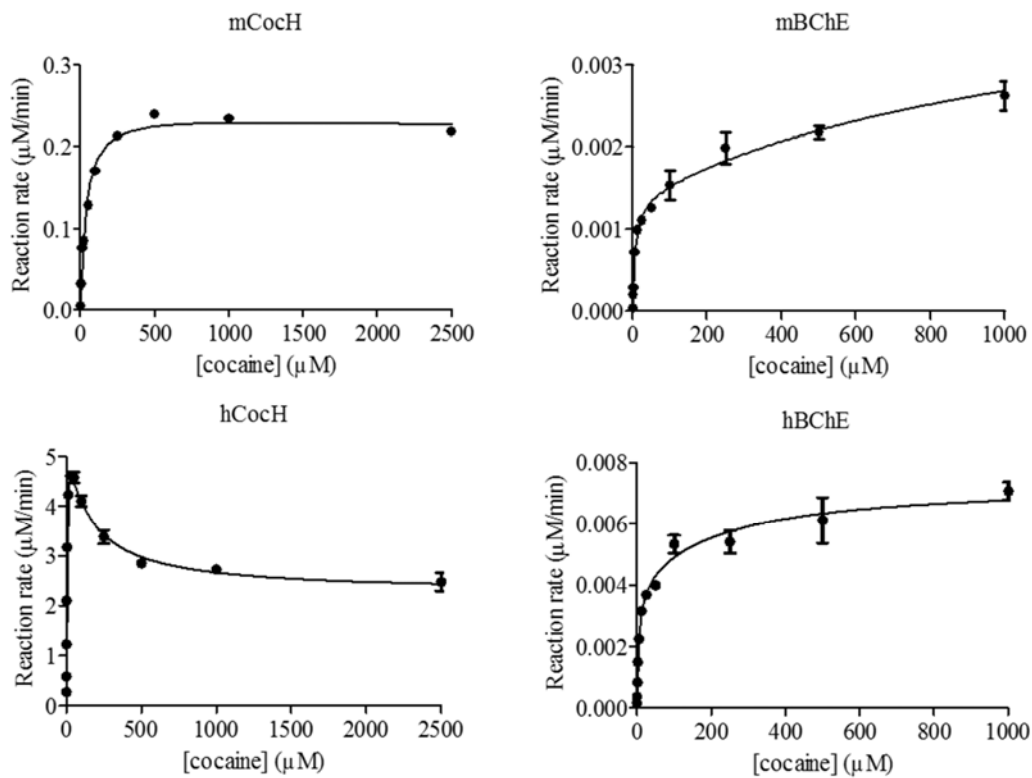 mCocH
Reaction rate (µM/min)
0.3
0.2
0.1
0.0
0 500 1000 1500 2000 2500
[cocaine] (µM)
mBChE
Reaction rate (µM/min)
0.003
0.002
0.001
0.000
0 200 400 600 800 1000
[cocaine] (µM)
hCocH
Reaction rate (µM/min)
5
4
3
2
1
0
0 500 1000 1500 2000 2500
[cocaine] (µM)
hBChE
Reaction rate (µM/min)
0.008
0.006
0.004
0.002
0.000
0 200 400 600 800 1000
[cocaine] (µM)